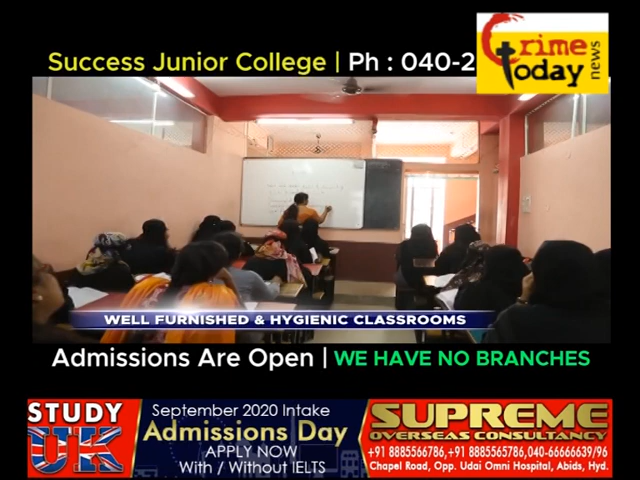 Success Junior College | Ph : 040-2
Crime
Today
news
WELL FURNISHED & HYGIENIC CLASSROOMS
Admissions Are Open | WE HAVE NO BRANCHES
STUDY
UK
September 2020 Intake
Admissions Day
APPLY NOW
With / Without IELTS
SUPREME
OVERSEAS CONSULTANCY
+91 8885566786,+91 8885565786,040-66666639/96
Chapel Road, Opp. Udai Omni Hospital, Abids, Hyd.